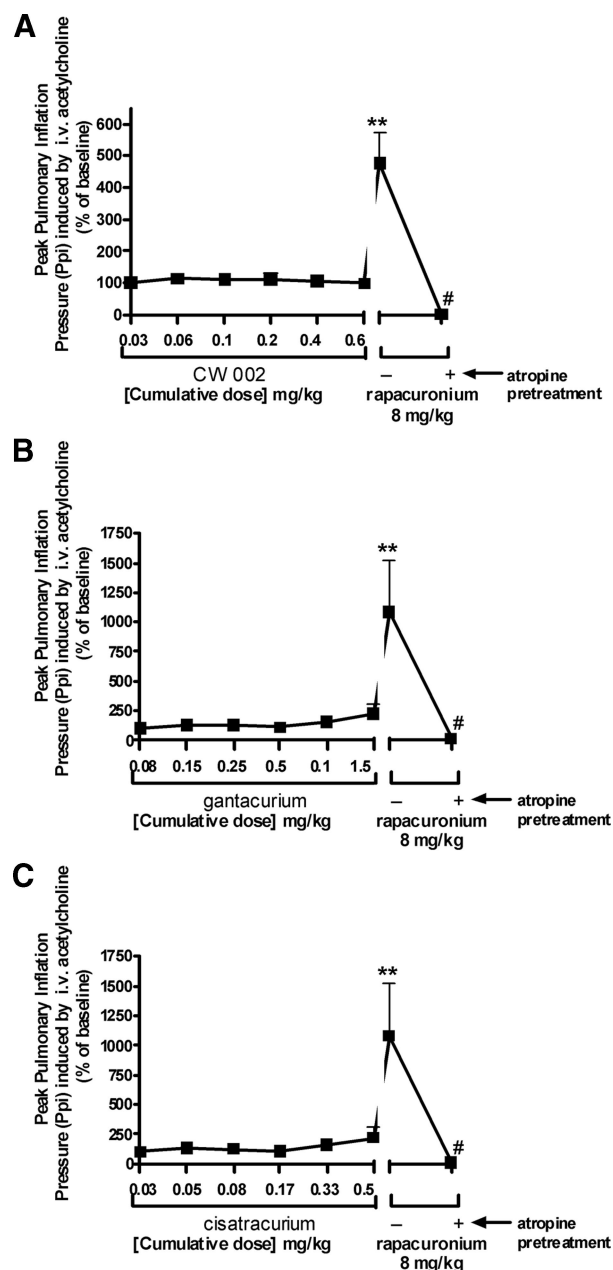 A
Peak Pulmonary Inflation
Pressure (Ppi) induced by i.v. acetylcholine
(% of baseline)
600
500
400
300
200
100
0
**
#
0.03 0.06 0.1 0.2 0.4 0.6
CW 002
[Cumulative dose] mg/kg
– +
rapacuronium
8 mg/kg
atropine
pretreatment
B
Peak Pulmonary Inflation
Pressure (Ppi) induced by i.v. acetylcholine
(% of baseline)
1750
1500
1250
1000
750
500
250
0
**
#
0.08 0.15 0.25 0.5 0.1 1.5
gantacurium
[Cumulative dose] mg/kg
– +
rapacuronium
8 mg/kg
atropine
pretreatment
C
Peak Pulmonary Inflation
Pressure (Ppi) induced by i.v. acetylcholine
(% of baseline)
1750
1500
1250
1000
750
500
250
0
**
#
0.03 0.05 0.08 0.17 0.33 0.5
cisatracurium
[Cumulative dose] mg/kg
– +
rapacuronium
8 mg/kg
atropine
pretreatment